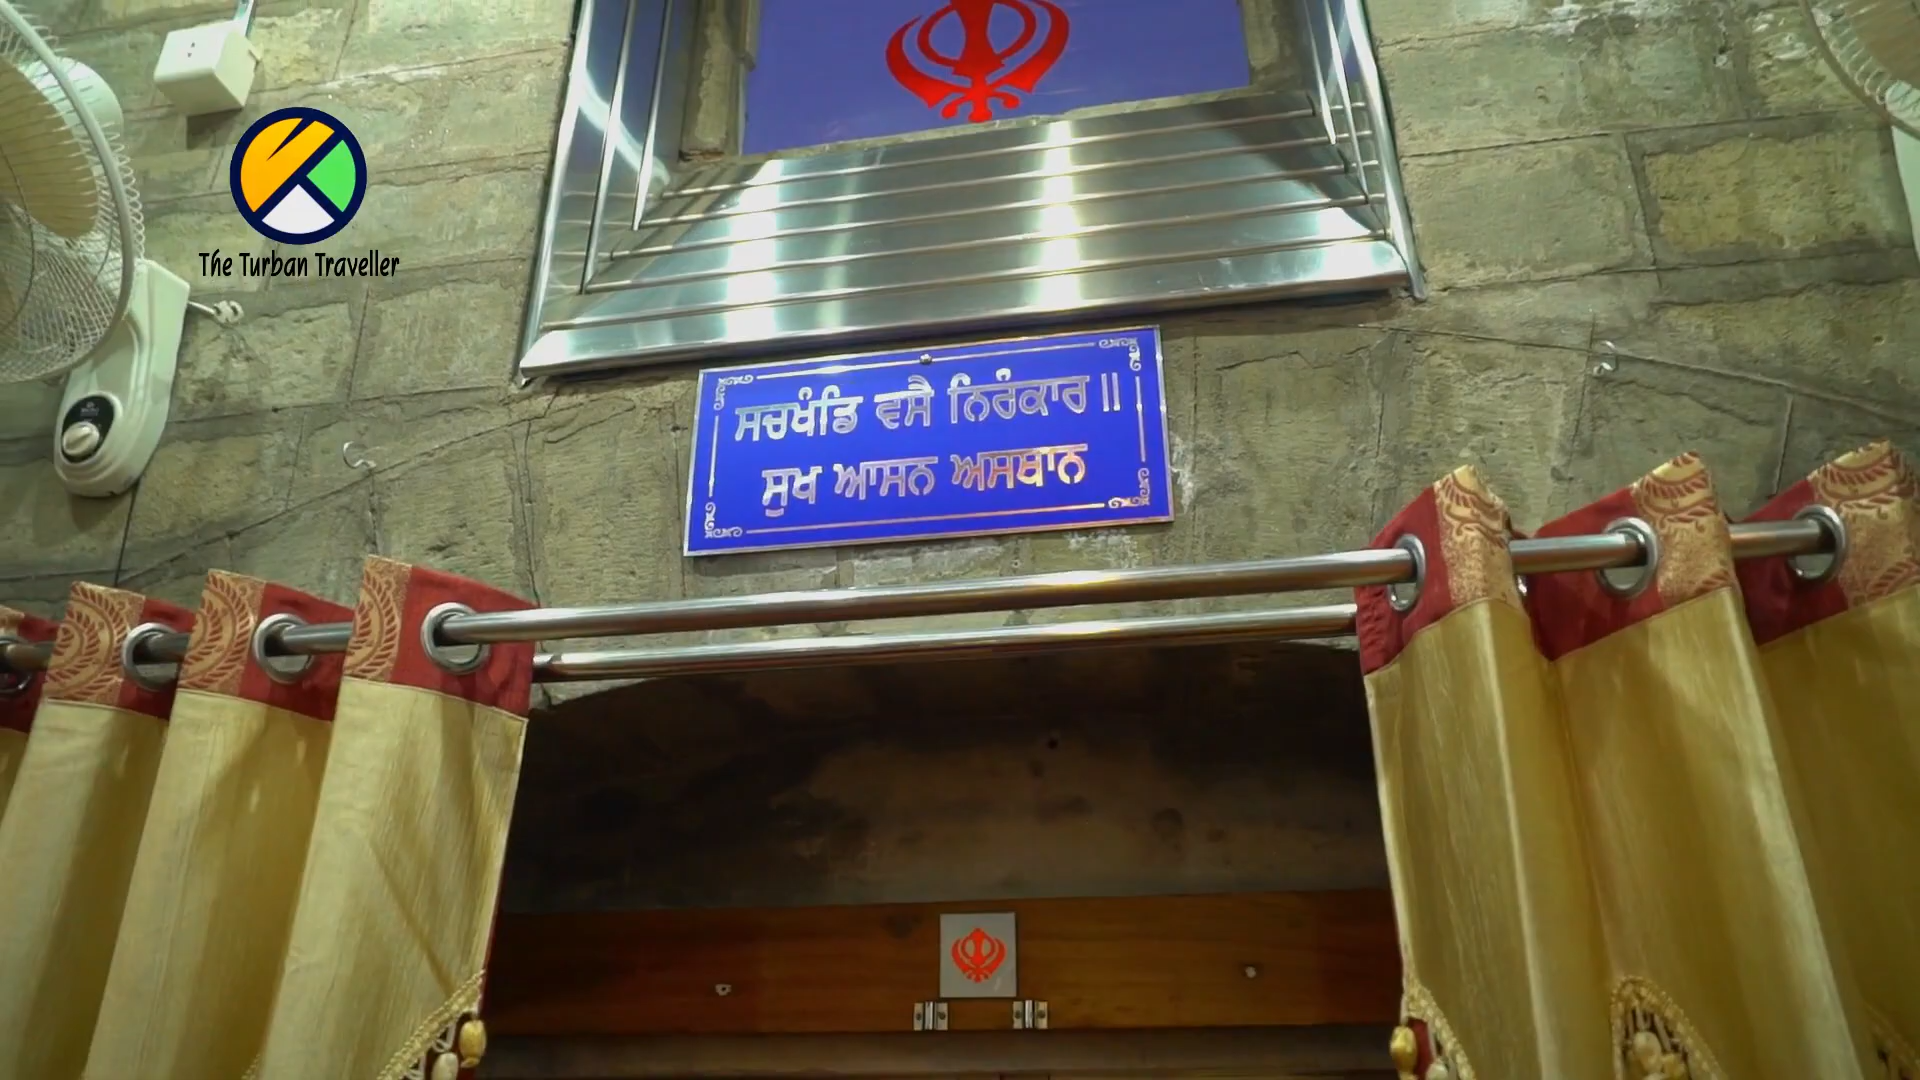 The Turban Traveller
ਸਚਖੰਡਿ ਵਸੈ ਨਿਰੰਕਾਰ ॥
ਸੁਖ ਆਸਨ ਅਸਥਾਨ